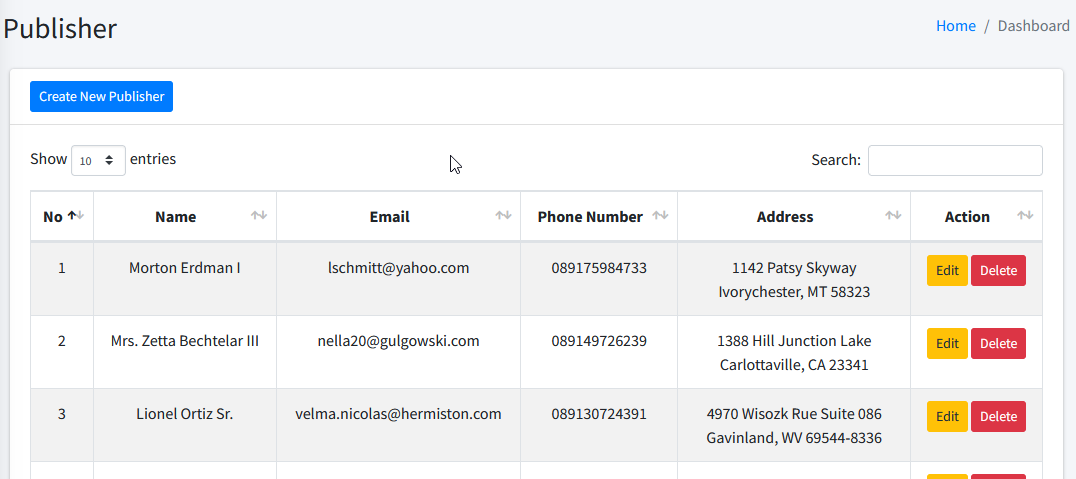 Publisher
Home / Dashboard
Create New Publisher
Show 10 entries
Search:
No Name Email Phone Number Address Action
1 Morton Erdman I lschmitt@yahoo.com 089175984733 1142 Patsy Skyway Edit Delete
Ivorychester, MT 58323
2 Mrs. Zetta Bechtelar III nella20@gulgowski.com 089149726239 1388 Hill Junction Lake Edit Delete
Carlottaville, CA 23341
3 Lionel Ortiz Sr. velma.nicolas@hermiston.com 089130724391 4970 Wisozk Rue Suite 086 Edit Delete
Gavinland, WV 69544-8336